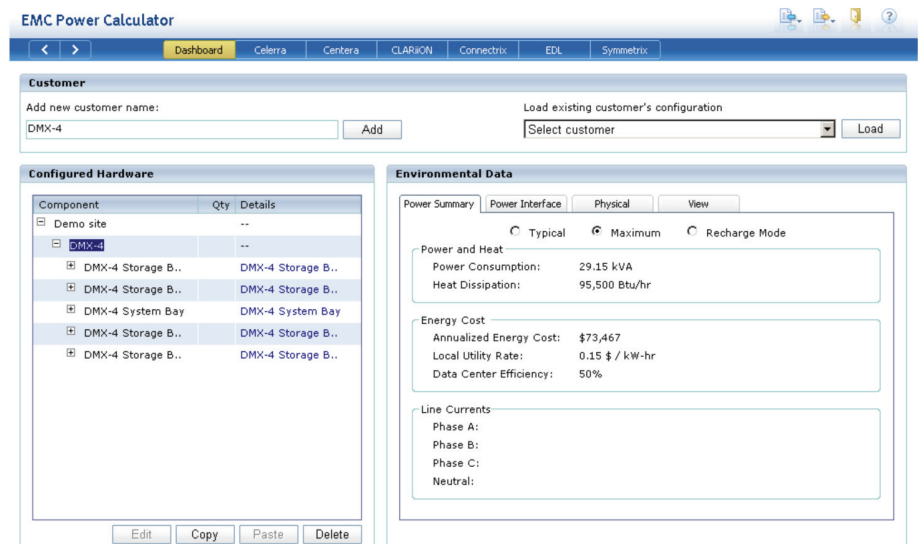 EMC Power Calculator
?
< >
Dashboard Celerra Centera CLARiiON Connectrix EDL Symmetrix
Customer
Add new customer name:
DMX-4
Add
Load existing customer's configuration
Select customer
Load
Configured Hardware
Component Qty Details
Demo site --
DMX-4 --
DMX-4 Storage B.. DMX-4 Storage B..
DMX-4 Storage B.. DMX-4 Storage B..
DMX-4 System Bay DMX-4 System Bay
DMX-4 Storage B.. DMX-4 Storage B..
DMX-4 Storage B.. DMX-4 Storage B..
Edit Copy Paste Delete
Environmental Data
Power Summary Power Interface Physical View
Typical Maximum Recharge Mode
Power and Heat
Power Consumption: 29.15 kVA
Heat Dissipation: 95,500 Btu/hr
Energy Cost
Annualized Energy Cost: $73,467
Local Utility Rate: 0.15 $ / kW-hr
Data Center Efficiency: 50%
Line Currents
Phase A:
Phase B:
Phase C:
Neutral: